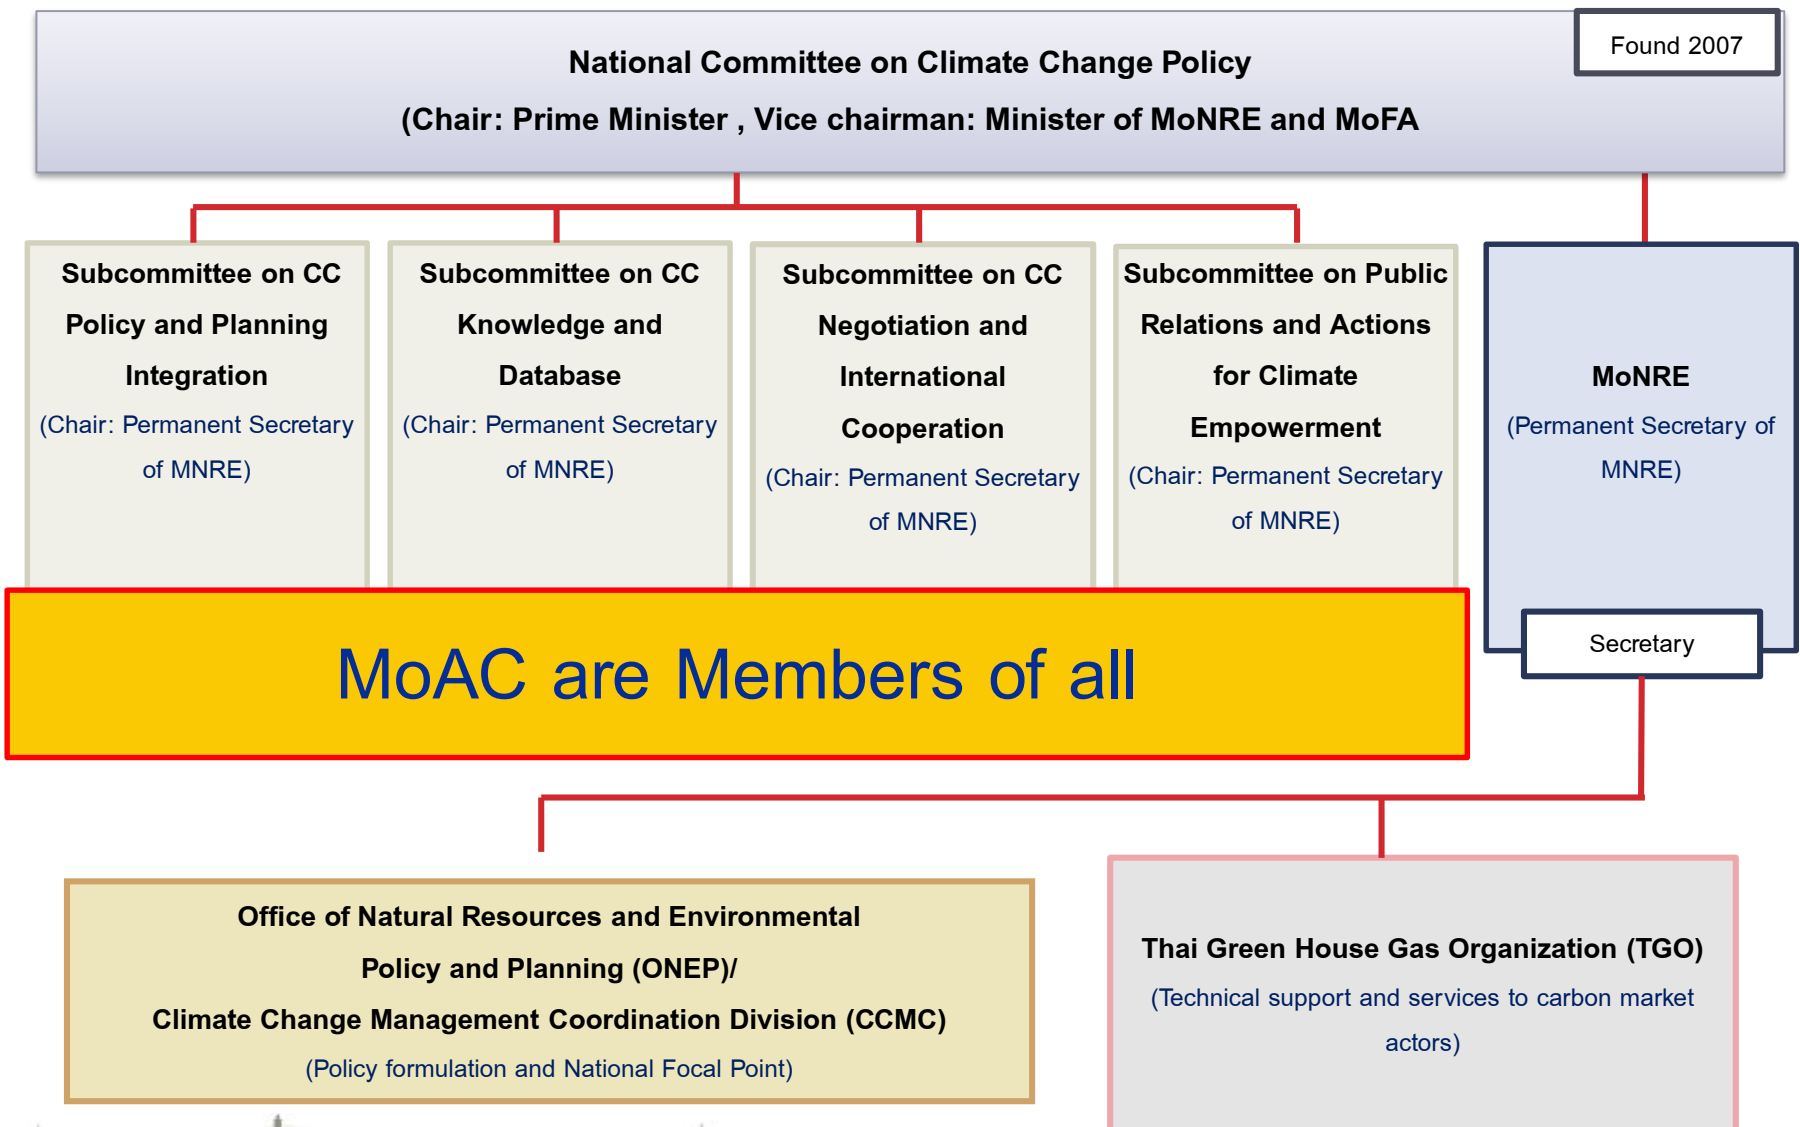 Found 2007
National Committee on Climate Change Policy
(Chair: Prime Minister , Vice chairman: Minister of MoNRE and MoFA
Subcommittee on CC
Policy and Planning
Integration
(Chair: Permanent Secretary
of MNRE)
Subcommittee on CC
Knowledge and
Database
(Chair: Permanent Secretary
of MNRE)
Subcommittee on CC
Negotiation and
International
Cooperation
(Chair: Permanent Secretary
of MNRE)
Subcommittee on Public
Relations and Actions
for Climate
Empowerment
(Chair: Permanent Secretary
of MNRE)
MoNRE
(Permanent Secretary of
MNRE)
Secretary
MoAC are Members of all
Office of Natural Resources and Environmental
Policy and Planning (ONEP)/
Climate Change Management Coordination Division (CCMC)
(Policy formulation and National Focal Point)
Thai Green House Gas Organization (TGO)
(Technical support and services to carbon market
actors)